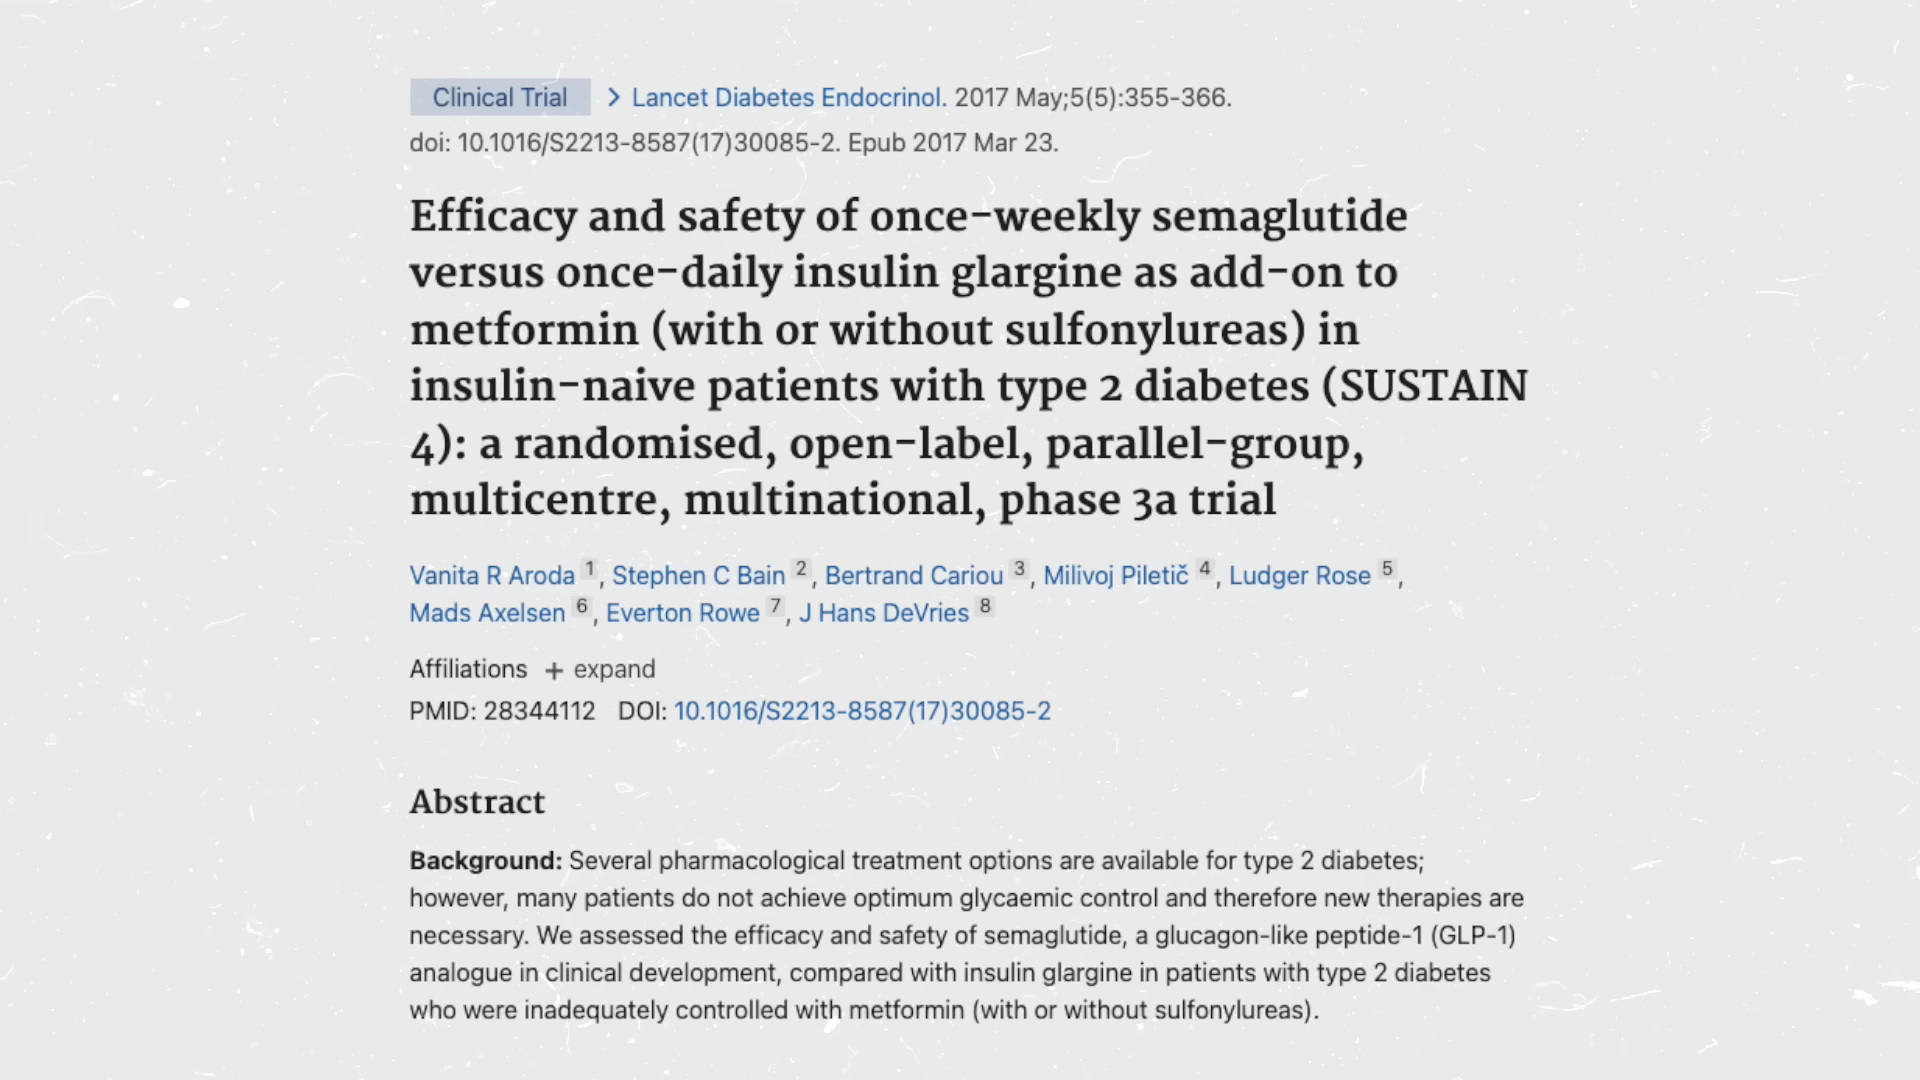 Clinical Trial > Lancet Diabetes Endocrinol. 2017 May;5(5):355-366.
doi: 10.1016/S2213-8587(17)30085-2. Epub 2017 Mar 23.
Efficacy and safety of once-weekly semaglutide
versus once-daily insulin glargine as add-on to
metformin (with or without sulfonylureas) in
insulin-naive patients with type 2 diabetes (SUSTAIN
4): a randomised, open-label, parallel-group,
multicentre, multinational, phase 3a trial
Vanita R Aroda 1, Stephen C Bain 2, Bertrand Cariou 3, Milivoj Piletič 4, Ludger Rose 5,
Mads Axelsen 6, Everton Rowe 7, J Hans DeVries 8
Affiliations + expand
PMID: 28344112 DOI: 10.1016/S2213-8587(17)30085-2
Abstract
Background: Several pharmacological treatment options are available for type 2 diabetes;
however, many patients do not achieve optimum glycaemic control and therefore new therapies are
necessary. We assessed the efficacy and safety of semaglutide, a glucagon-like peptide-1 (GLP-1)
analogue in clinical development, compared with insulin glargine in patients with type 2 diabetes
who were inadequately controlled with metformin (with or without sulfonylureas).